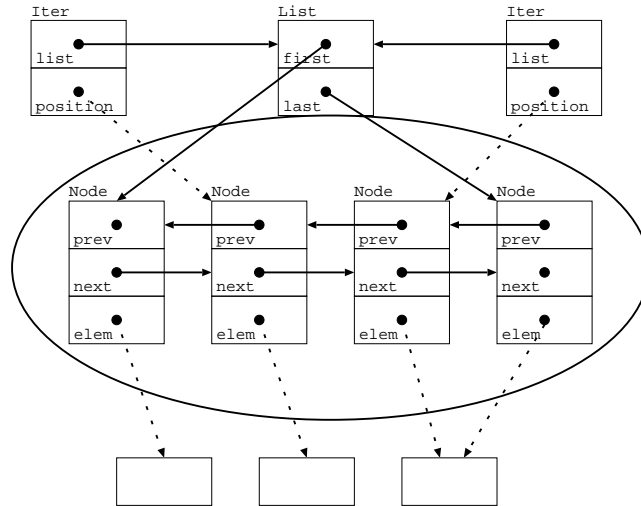 Iter List Iter
list first list
position last position
Node Node Node Node
prev prev prev prev
next next next next
elem elem elem elem